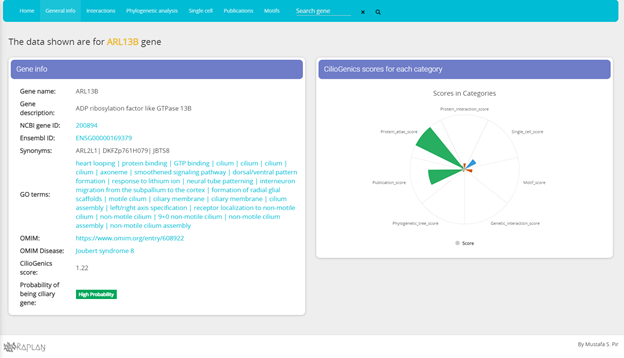 Home General info Interactions Phylogenetic analysis Single cell Publications Motifs Search gene × 
The data shown are for ARL13B gene
Gene info
Gene name: ARL13B
Gene description: ADP ribosylation factor like GTPase 13B
NCBI gene ID: 200894
Ensembl ID: ENSG00000169379
Synonyms: ARL2L1| DKFZp761H079| JBTS8
GO terms:
heart looping | protein binding | GTP binding | cilium | cilium | cilium |
cilium | axoneme | smoothened signaling pathway | dorsal/ventral pattern
formation | response to lithium ion | neural tube patterning | interneuron
migration from the subpallium to the cortex | formation of radial glial
scaffolds | motile cilium | ciliary membrane | ciliary membrane | cilium
assembly | left/right axis specification | receptor localization to non-motile
cilium | non-motile cilium | 9+0 non-motile cilium | non-motile cilium
assembly | non-motile cilium assembly
OMIM: https://www.omim.org/entry/608922
OMIM Disease: Joubert syndrome 8
CilioGenics score: 1.22
Probability of being ciliary gene: High Probability
CilioGenics scores for each category
Scores in Categories
Protein_interaction_score
Protein_atlas_score
Single_cell_score
Publication_score
Motif_score
Phylogenetic_tree_score
Genetic_interaction_score
Score
KAPLAN
By Mustafa S. Pir